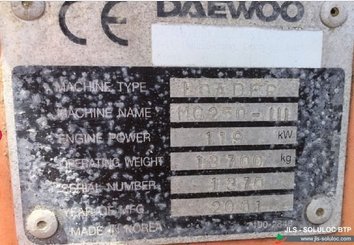 CE DAEWOO
MACHINE TYPE LOADER
MACHINE NAME
ENGINE POWER kW
OPERATING WEIGHT kg
SERIAL NUMBER 1370
YEAR OF MFG. 2011
MADE IN KOREA
JLS - SOLULOC BTP
www.jls-soluloc.com